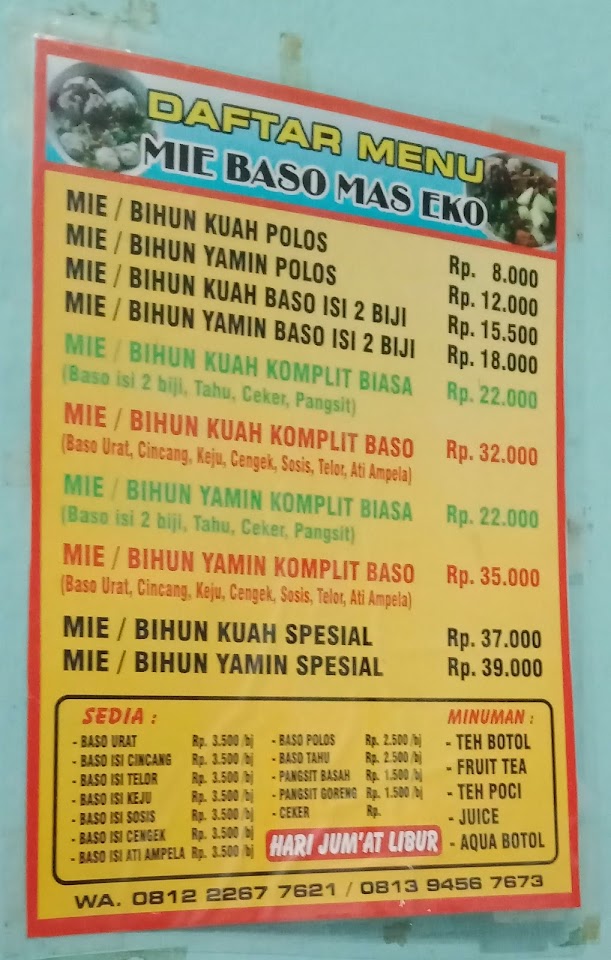 DAFTAR MENU
MIE BASO MAS EKO
MIE / BIHUN KUAH POLOS Rp. 8.000
MIE / BIHUN YAMIN POLOS Rp. 12.000
MIE / BIHUN KUAH BASO ISI 2 BIJI Rp. 15.500
MIE / BIHUN YAMIN BASO ISI 2 BIJI Rp. 18.000
MIE / BIHUN KUAH KOMPLIT BIASA Rp. 22.000
(Baso isi 2 biji, Tahu, Ceker, Pangsit)
MIE / BIHUN KUAH KOMPLIT BASO Rp. 32.000
(Baso Urat, Cincang, Keju, Cengek, Sosis, Telor, Ati Ampela)
MIE / BIHUN YAMIN KOMPLIT BIASA Rp. 22.000
(Baso isi 2 biji, Tahu, Ceker, Pangsit)
MIE / BIHUN YAMIN KOMPLIT BASO Rp. 35.000
(Baso Urat, Cincang, Keju, Cengek, Sosis, Telor, Ati Ampela)
MIE / BIHUN KUAH SPESIAL Rp. 37.000
MIE / BIHUN YAMIN SPESIAL Rp. 39.000
SEDIA :
- BASO URAT Rp. 3.500 /bj
- BASO ISI CINCANG Rp. 3.500 /bj
- BASO ISI TELOR Rp. 3.500 /bj
- BASO ISI KEJU Rp. 3.500 /bj
- BASO ISI SOSIS Rp. 3.500 /bj
- BASO ISI CENGEK Rp. 3.500 /bj
- BASO ISI ATI AMPELA Rp. 3.500 /bj
- BASO POLOS Rp. 2.500 /bj
- BASO TAHU Rp. 2.500 /bj
- PANGSIT BASAH Rp. 1.500 /bj
- PANGSIT GORENG Rp. 1.500 /bj
- CEKER Rp.
HARI JUM'AT LIBUR
MINUMAN :
- TEH BOTOL
- FRUIT TEA
- TEH POCI
- JUICE
- AQUA BOTOL
WA. 0812 2267 7621 / 0813 9456 7673